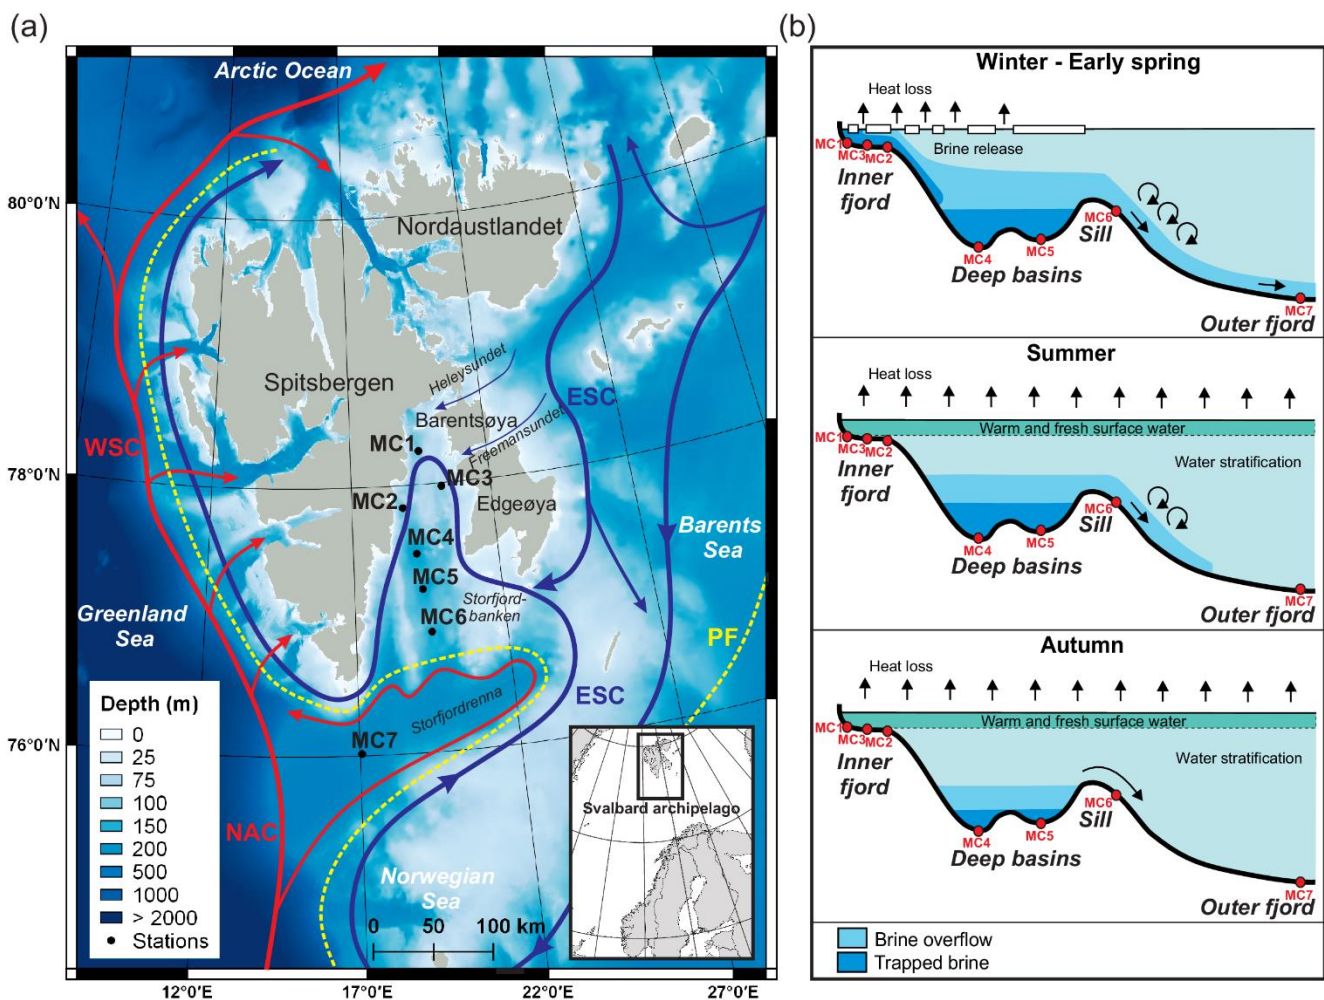 (a)
Arctic Ocean
80°0'N
Nordaustlandet
Spitsbergen
Heleysundet
ESC
Barentsøya
Freemansundet
WSC
MC1
78°0'N
MC3
MC2
Edgeøya
MC4
Barents
Sea
MC5
Storfjord-
banken
MC6
Greenland
Sea
PF
ESC
Storfjordrenna
76°0'N
MC7
NAC
Norwegian
Sea
Depth (m)
0
25
75
100
150
200
500
1000
> 2000
Stations
0 50 100 km
Svalbard archipelago
12°0'E 17°0'E 22°0'E 27°0'E
(b)
Winter - Early spring
Heat loss
MC1
MC3 MC2
Brine release
Inner
fjord
MC6
Sill
MC4 MC5
Deep basins
MC7
Outer fjord
Summer
Heat loss
Warm and fresh surface water
MC1
MC3 MC2
Inner
fjord
Water stratification
MC6
Sill
MC4 MC5
Deep basins
MC7
Outer fjord
Autumn
Heat loss
Warm and fresh surface water
MC1
MC3 MC2
Inner
fjord
Water stratification
MC6
Sill
MC4 MC5
Deep basins
MC7
Outer fjord
Brine overflow
Trapped brine